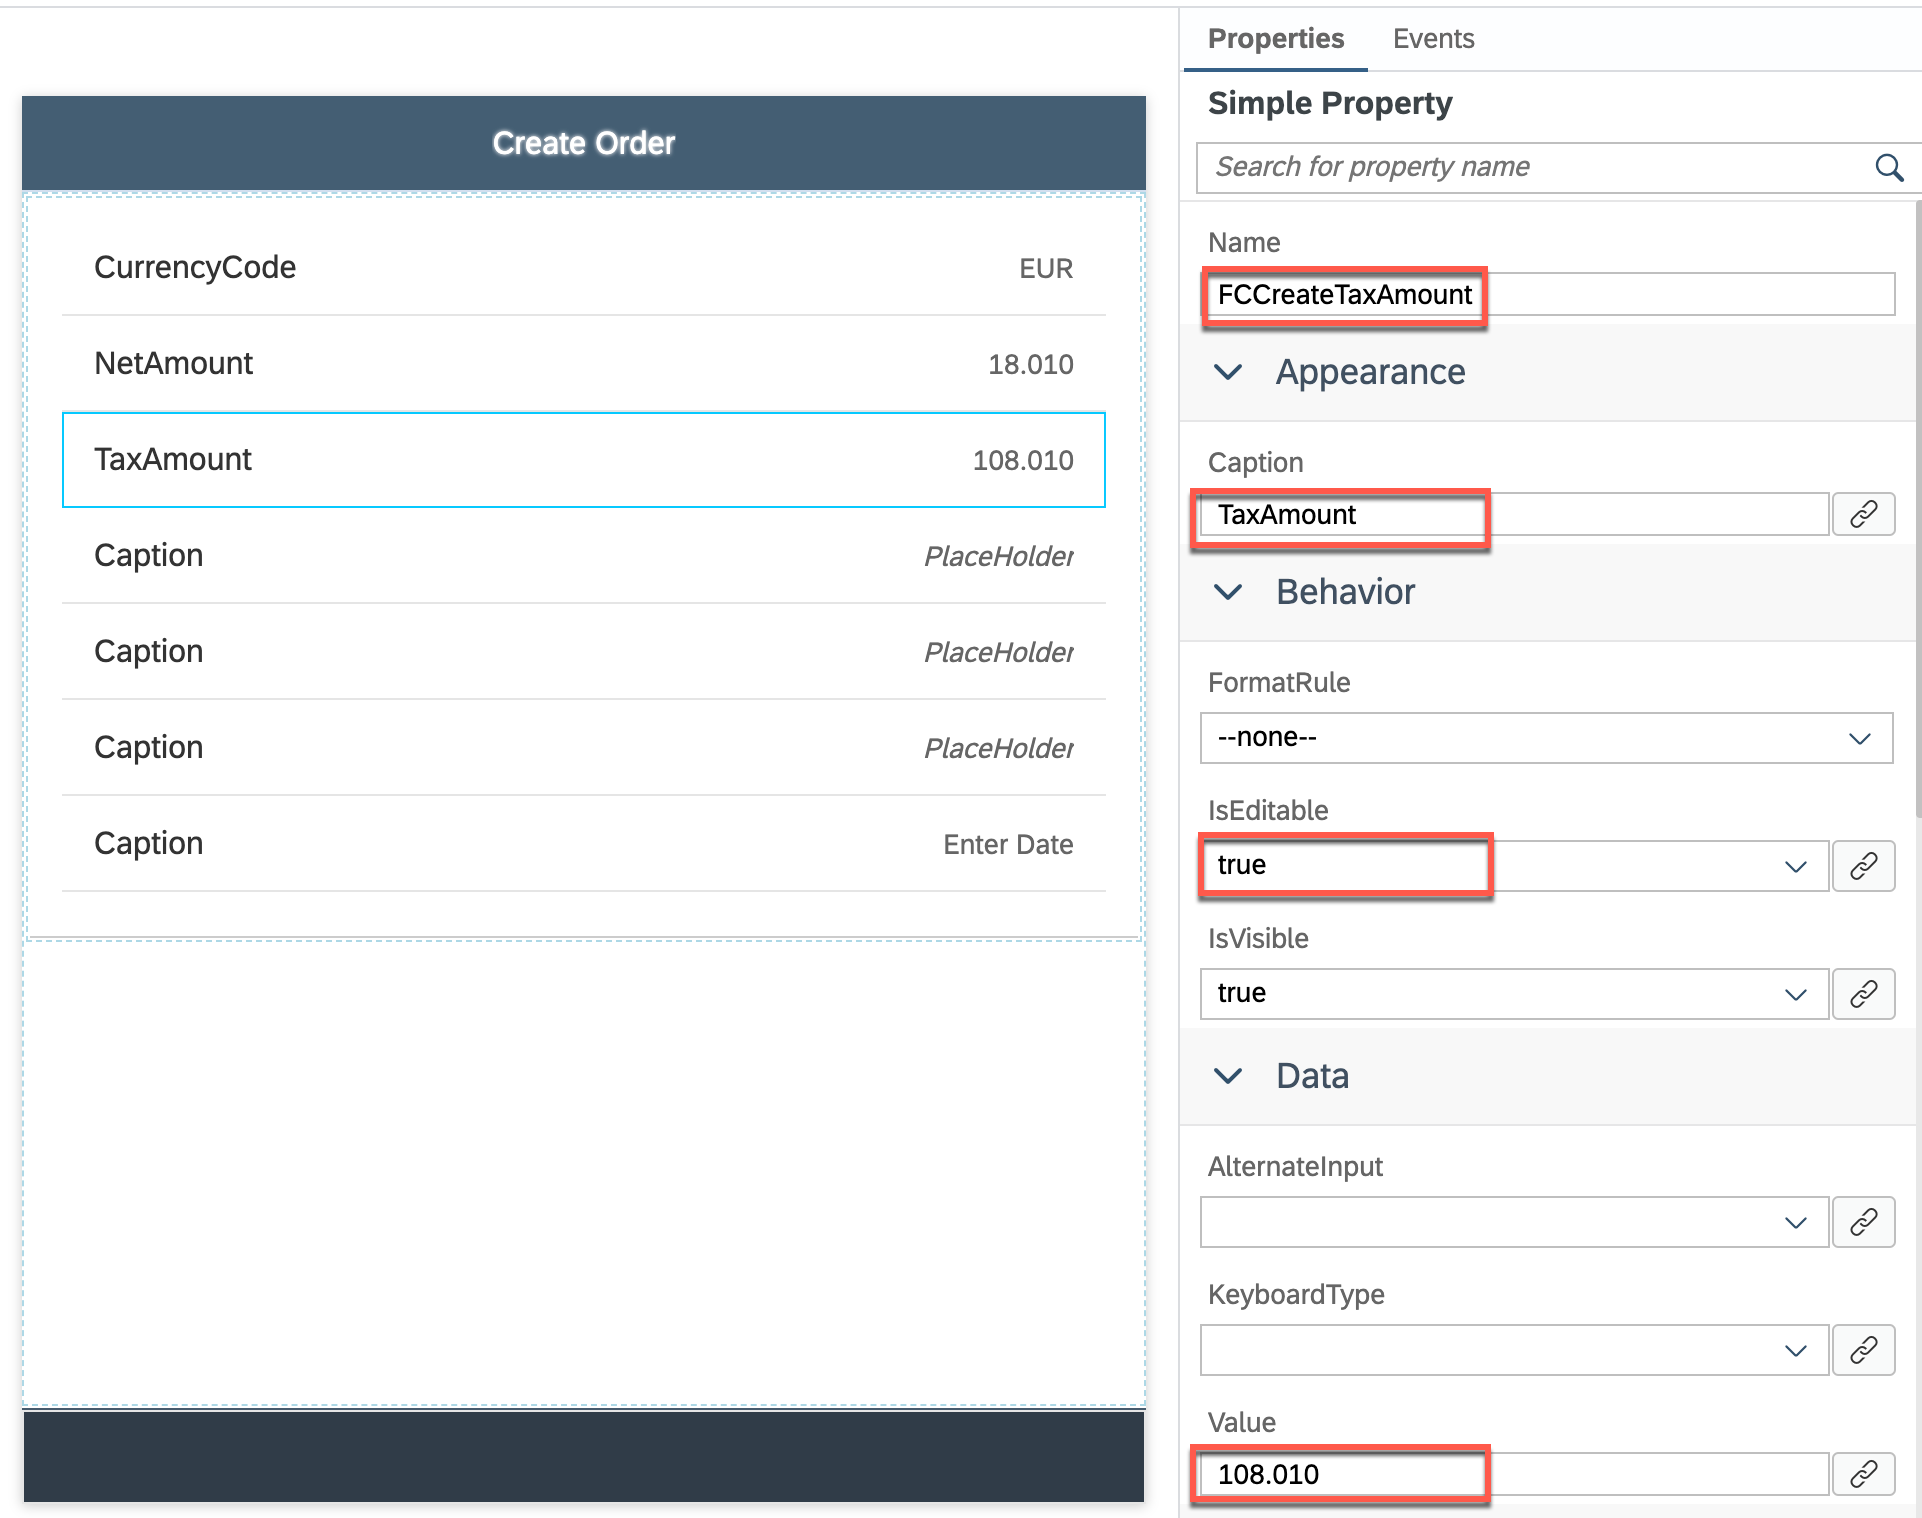 Create Order
CurrencyCode EUR
NetAmount 18.010
TaxAmount 108.010
Caption PlaceHolder
Caption PlaceHolder
Caption PlaceHolder
Caption Enter Date
Properties Events
Simple Property
Search for property name
Name
FCCreateTaxAmount
Appearance
Caption
TaxAmount
Behavior
FormatRule
--none--
IsEditable
true
IsVisible
true
Data
AlternateInput
KeyboardType
Value
108.010